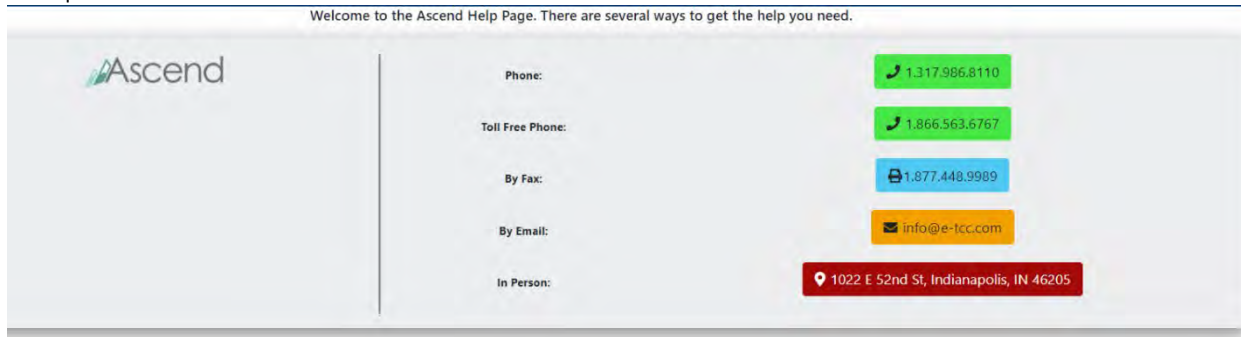 Welcome to the Ascend Help Page. There are several ways to get the help you need.
Ascend
Phone:
1.317.986.8110
Toll Free Phone:
1.866.563.6767
By Fax:
1.877.448.9989
By Email:
info@e-tcc.com
In Person:
1022 E 52nd St, Indianapolis, IN 46205